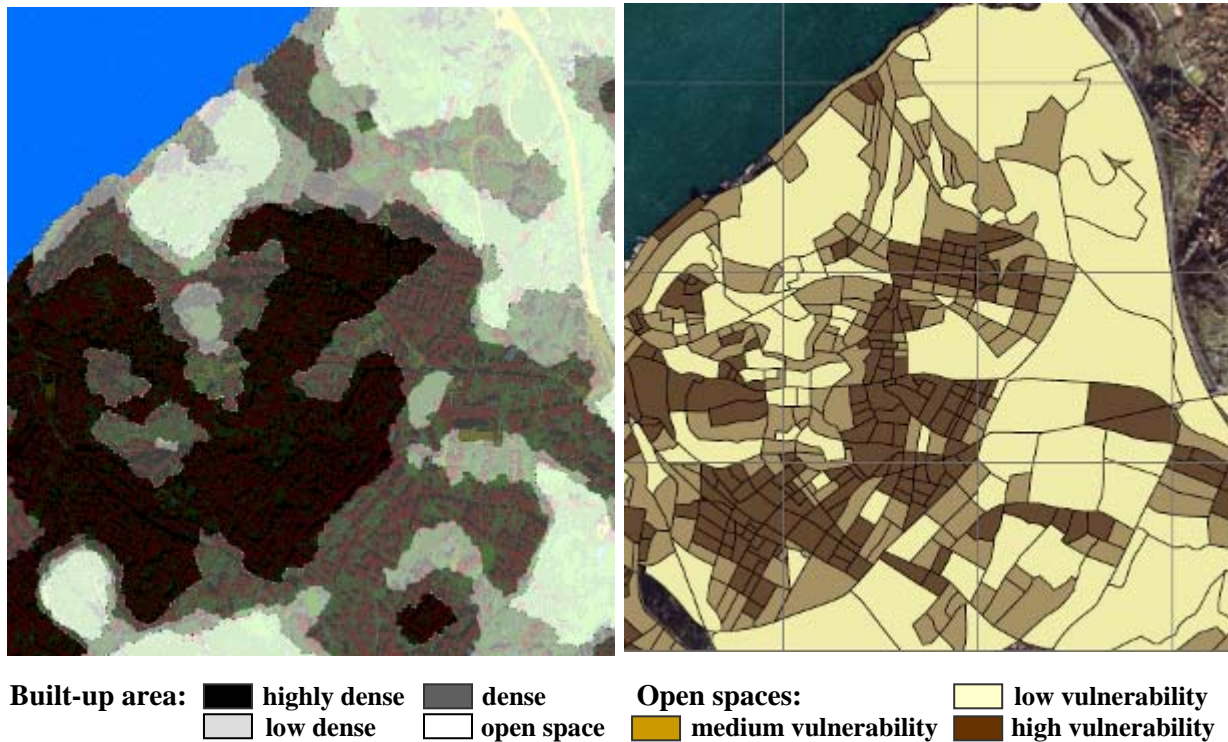 Built-up area: highly dense dense Open spaces: low vulnerability
low dense open space medium vulnerability high vulnerability